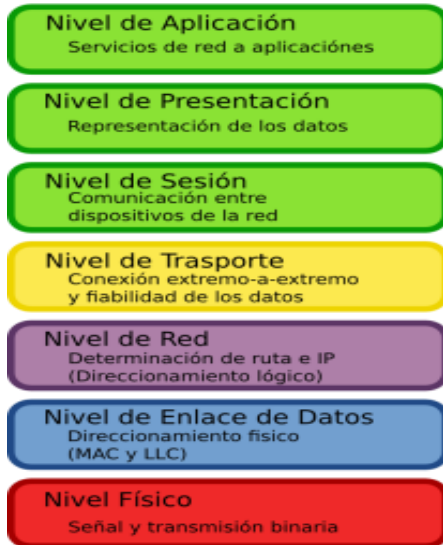 Nivel de Aplicación
Servicios de red a aplicaciónes
Nivel de Presentación
Representación de los datos
Nivel de Sesión
Comunicación entre
dispositivos de la red
Nivel de Trasporte
Conexión extremo-a-extremo
y fiabilidad de los datos
Nivel de Red
Determinación de ruta e IP
(Direccionamiento lógico)
Nivel de Enlace de Datos
Direccionamiento fisico
(MAC y LLC)
Nivel Físico
Señal y transmisión binaria